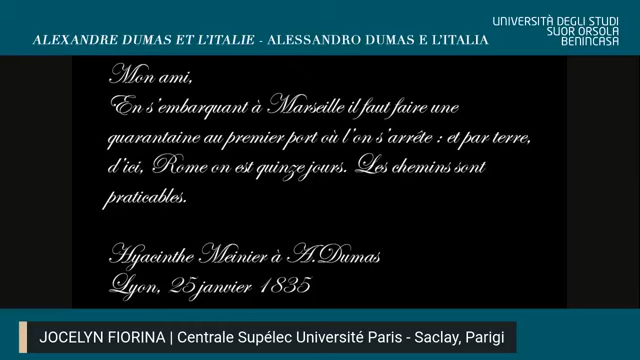 UNIVERSITÀ DEGLI STUDI
SUOR ORSOLA
BENINCASA
ALEXANDRE DUMAS ET L'ITALIE - ALESSANDRO DUMAS E L'ITALIA
Mon ami,
En s'embarquant à Marseille il faut faire une
quarantaine au premier port où l'on s'arrête : et par terre,
d'ici, Rome on est quinze jours. Les chemins sont
praticables.
Hyacinthe Meinier à A.Dumas
Lyon, 25 janvier 1835
JOCELYN FIORINA | Centrale Supélec Université Paris - Saclay, Parigi